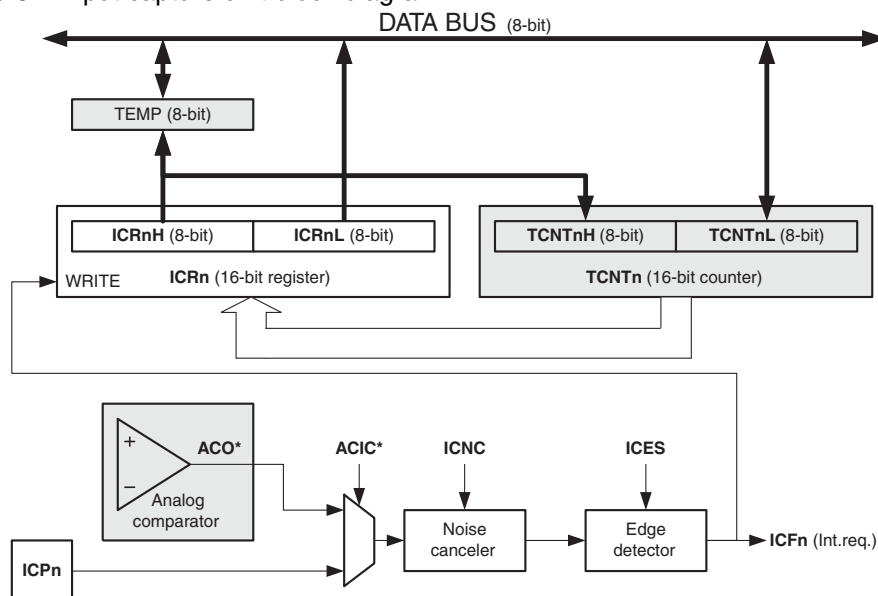 DATA BUS (8-bit)
TEMP (8-bit)
ICRnH (8-bit)
ICRnL (8-bit)
TCNTnH (8-bit)
TCNTnL (8-bit)
WRITE
ICRn (16-bit register)
TCNTn (16-bit counter)
+
−
ACO*
Analog
comparator
ACIC*
ICNC
ICES
Noise
canceler
Edge
detector
ICFn (Int.req.)
ICPn